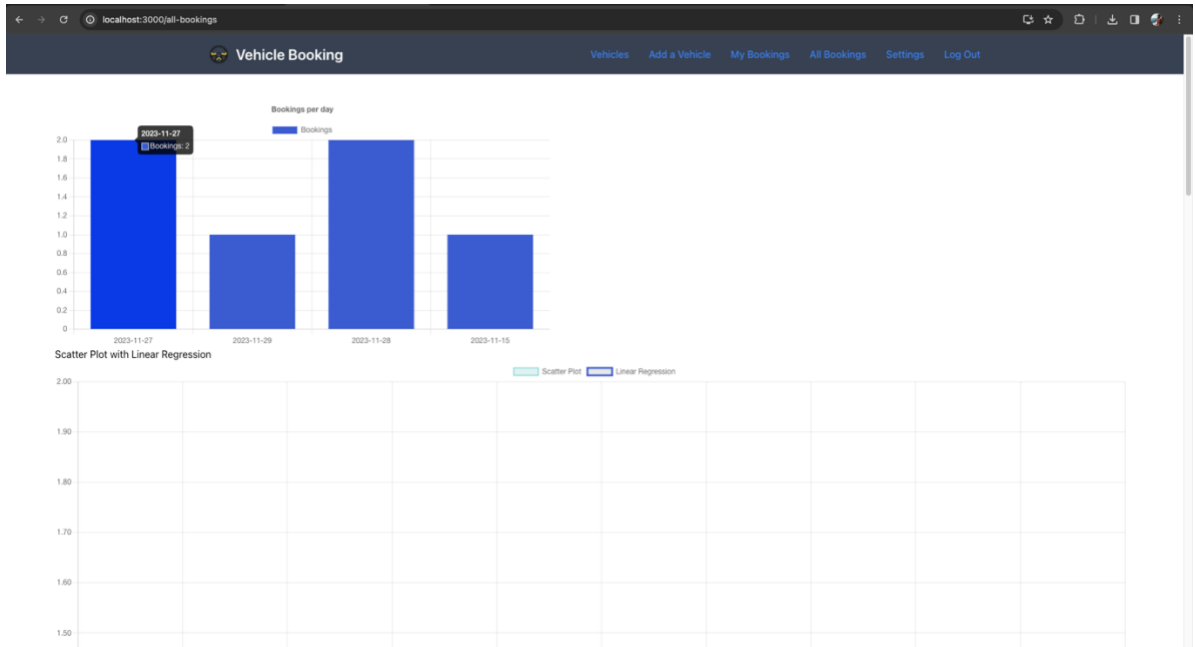 localhost:3000/all-bookings
Vehicle Booking Vehicles Add a Vehicle My Bookings All Bookings Settings Log Out
Bookings per day
Bookings
2023-11-27
Bookings: 2
2.0
1.8
1.6
1.4
1.2
1.0
0.8
0.6
0.4
0.2
0
2023-11-27 2023-11-29 2023-11-28 2023-11-15
Scatter Plot with Linear Regression
Scatter Plot Linear Regression
2.00
1.90
1.80
1.70
1.60
1.50